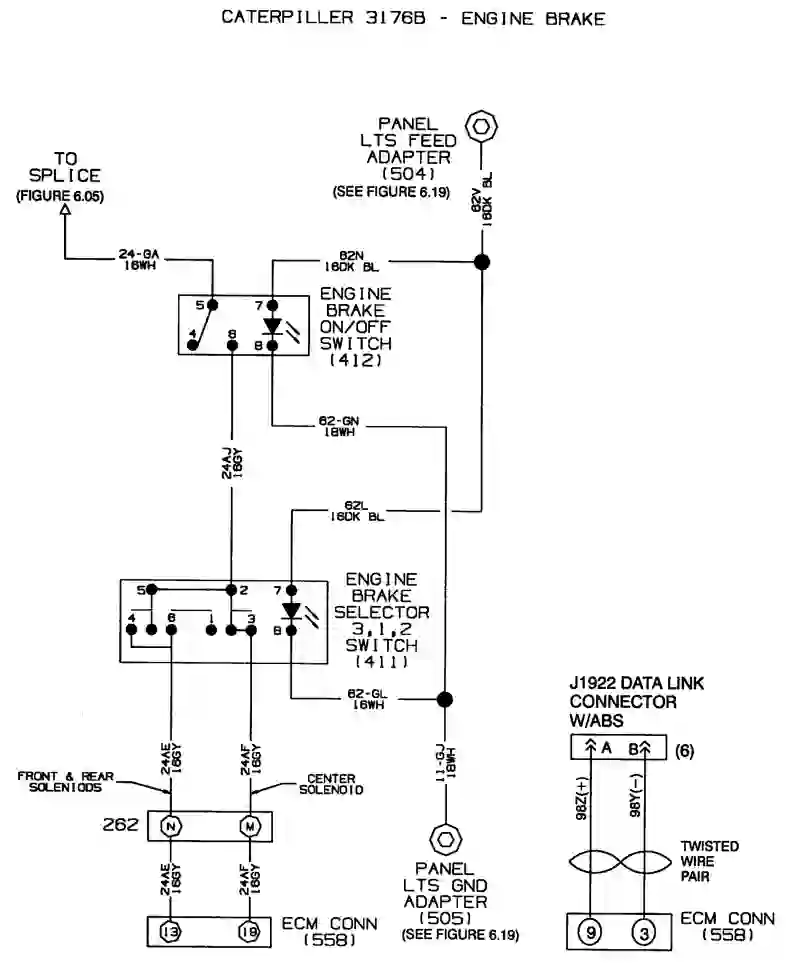 CATERPILLER 3176B - ENGINE BRAKE
PANEL
LTS FEED
ADAPTER
(504)
(SEE FIGURE 6.19)
TO
SPLICE
(FIGURE 6.05)
62V
16DK BL
24-GA
16WH
62N
16DK BL
5
7
4
8
8
ENGINE
BRAKE
ON/OFF
SWITCH
(412)
62-GN
18WH
24AJ
16GY
62L
16DK BL
5
2
7
4
6
1
3
8
ENGINE
BRAKE
SELECTOR
3,1,2
SWITCH
(411)
62-GL
16WH
11-GJ
18WH
24AE
16GY
24AF
16GY
FRONT & REAR
SOLENIODS
CENTER
SOLENOID
262
N
M
24AE
16GY
24AF
16GY
13
19
ECM CONN
(558)
PANEL
LTS GND
ADAPTER
(505)
(SEE FIGURE 6.19)
J1922 DATA LINK
CONNECTOR
W/ABS
A
B
(6)
98Z(+)
98Y(–)
TWISTED
WIRE
PAIR
9
3
ECM CONN
(558)